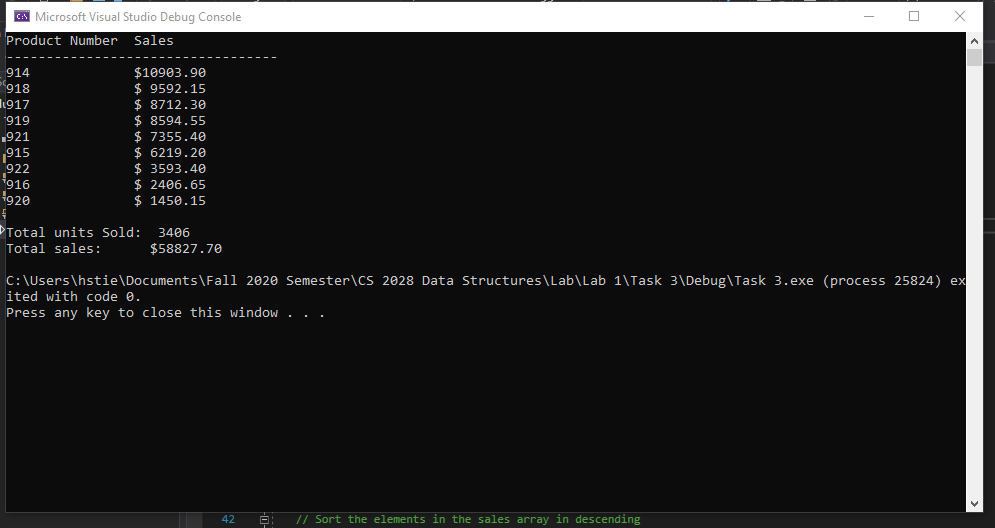 Microsoft Visual Studio Debug Console
Product Number  Sales
----------------------------------
914             $10903.90
918             $ 9592.15
917             $ 8712.30
919             $ 8594.55
921             $ 7355.40
915             $ 6219.20
922             $ 3593.40
916             $ 2406.65
920             $ 1450.15
Total units Sold:  3406
Total sales:      $58827.70
C:\Users\hstie\Documents\Fall 2020 Semester\CS 2028 Data Structures\Lab\Lab 1\Task 3\Debug\Task 3.exe (process 25824) ex
ited with code 0.
Press any key to close this window . . .
42 // Sort the elements in the sales array in descending